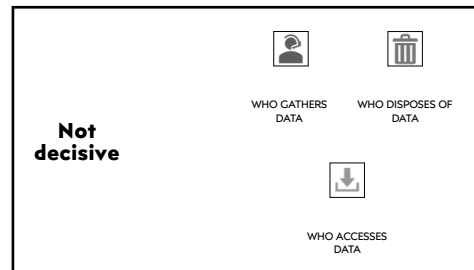 Not
decisive
WHO GATHERS
DATA
WHO DISPOSES OF
DATA
WHO ACCESSES
DATA